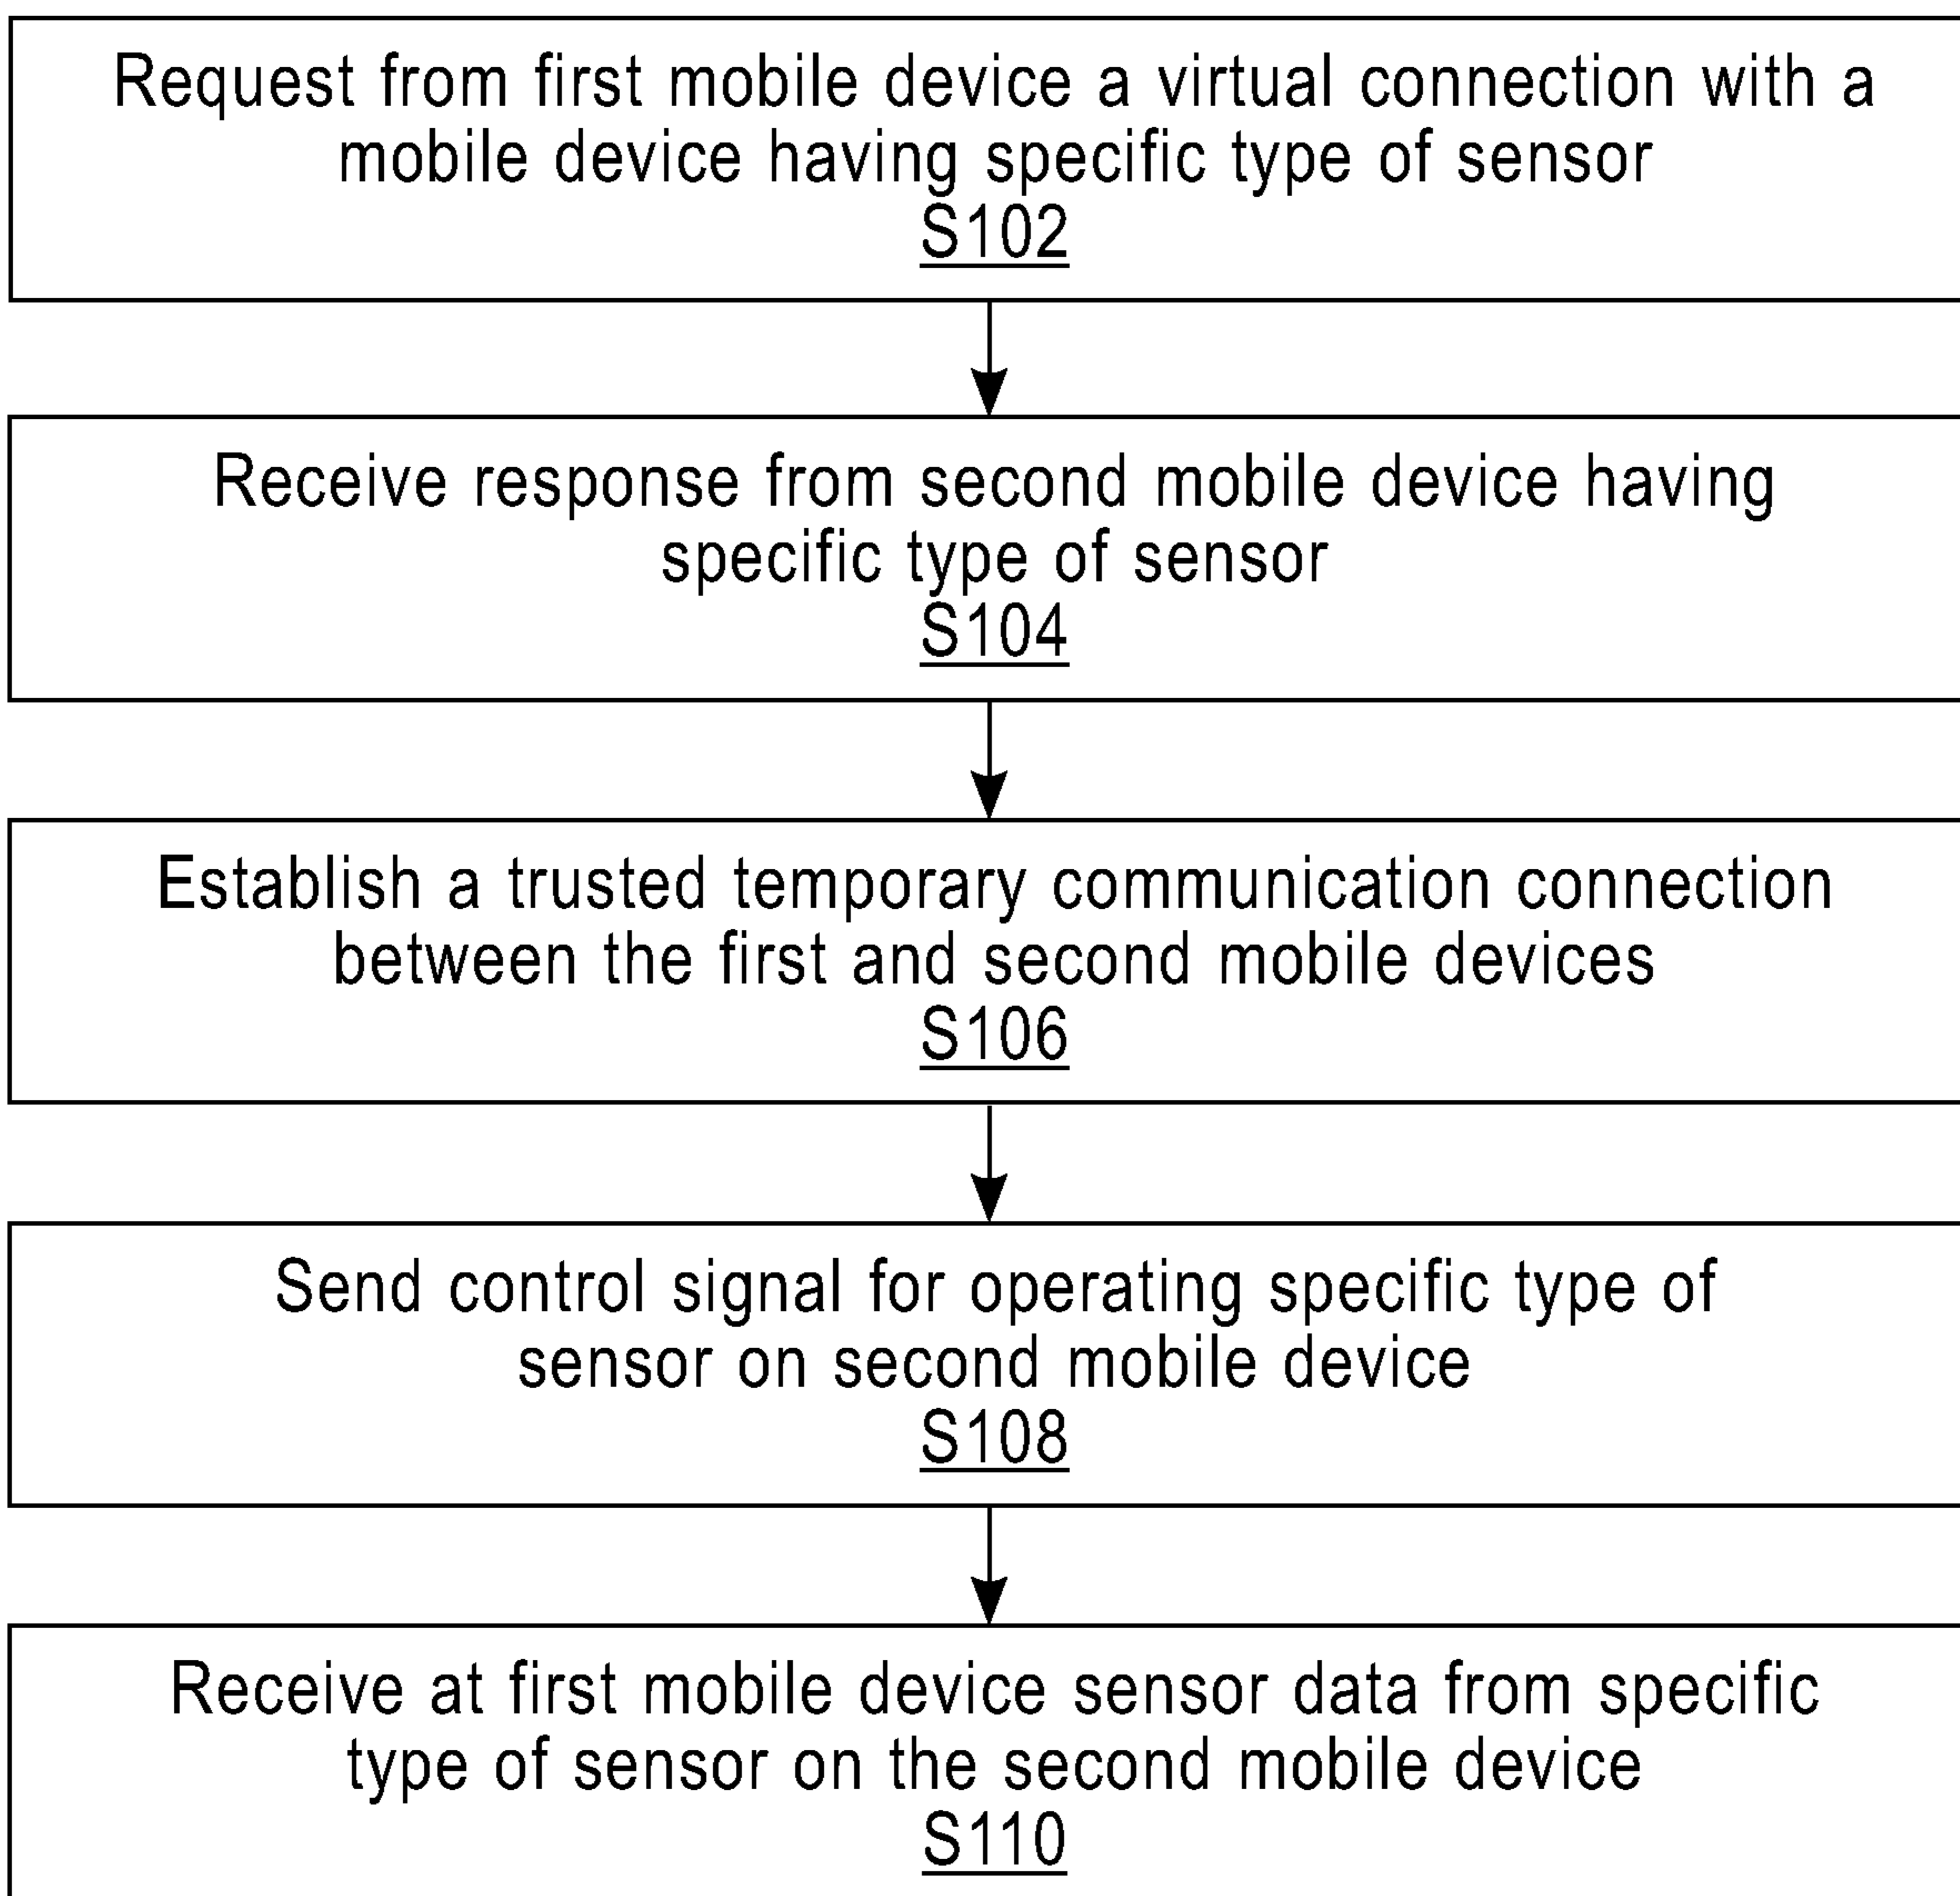 Request from first mobile device a virtual connection with a
mobile device having specific type of sensor
S102
Receive response from second mobile device having
specific type of sensor
S104
Establish a trusted temporary communication connection
between the first and second mobile devices
S106
Send control signal for operating specific type of
sensor on second mobile device
S108
Receive at first mobile device sensor data from specific
type of sensor on the second mobile device
S110